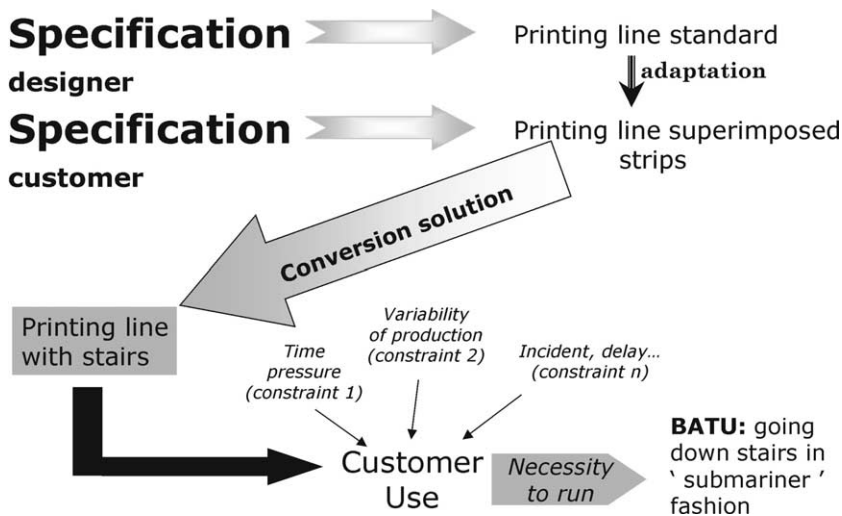 Specification
designer
Printing line standard
adaptation
Specification
customer
Printing line superimposed
strips
Conversion solution
Printing line
with stairs
Time
pressure
(constraint 1)
Variability
of production
(constraint 2)
Incident, delay...
(constraint n)
Customer
Use
Necessity
to run
BATU: going
down stairs in
‘ submariner ’
fashion